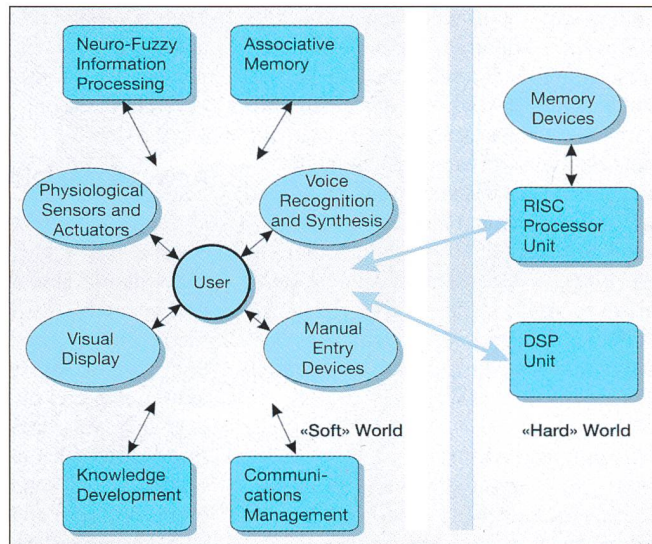 Neuro-Fuzzy
Information
Processing
Associative
Memory
Memory
Devices
Physiological
Sensors and
Actuators
Voice
Recognition
and Synthesis
RISC
Processor
Unit
User
Visual
Display
Manual
Entry
Devices
DSP
Unit
«Soft» World
«Hard» World
Knowledge
Development
Communi-
cations
Management